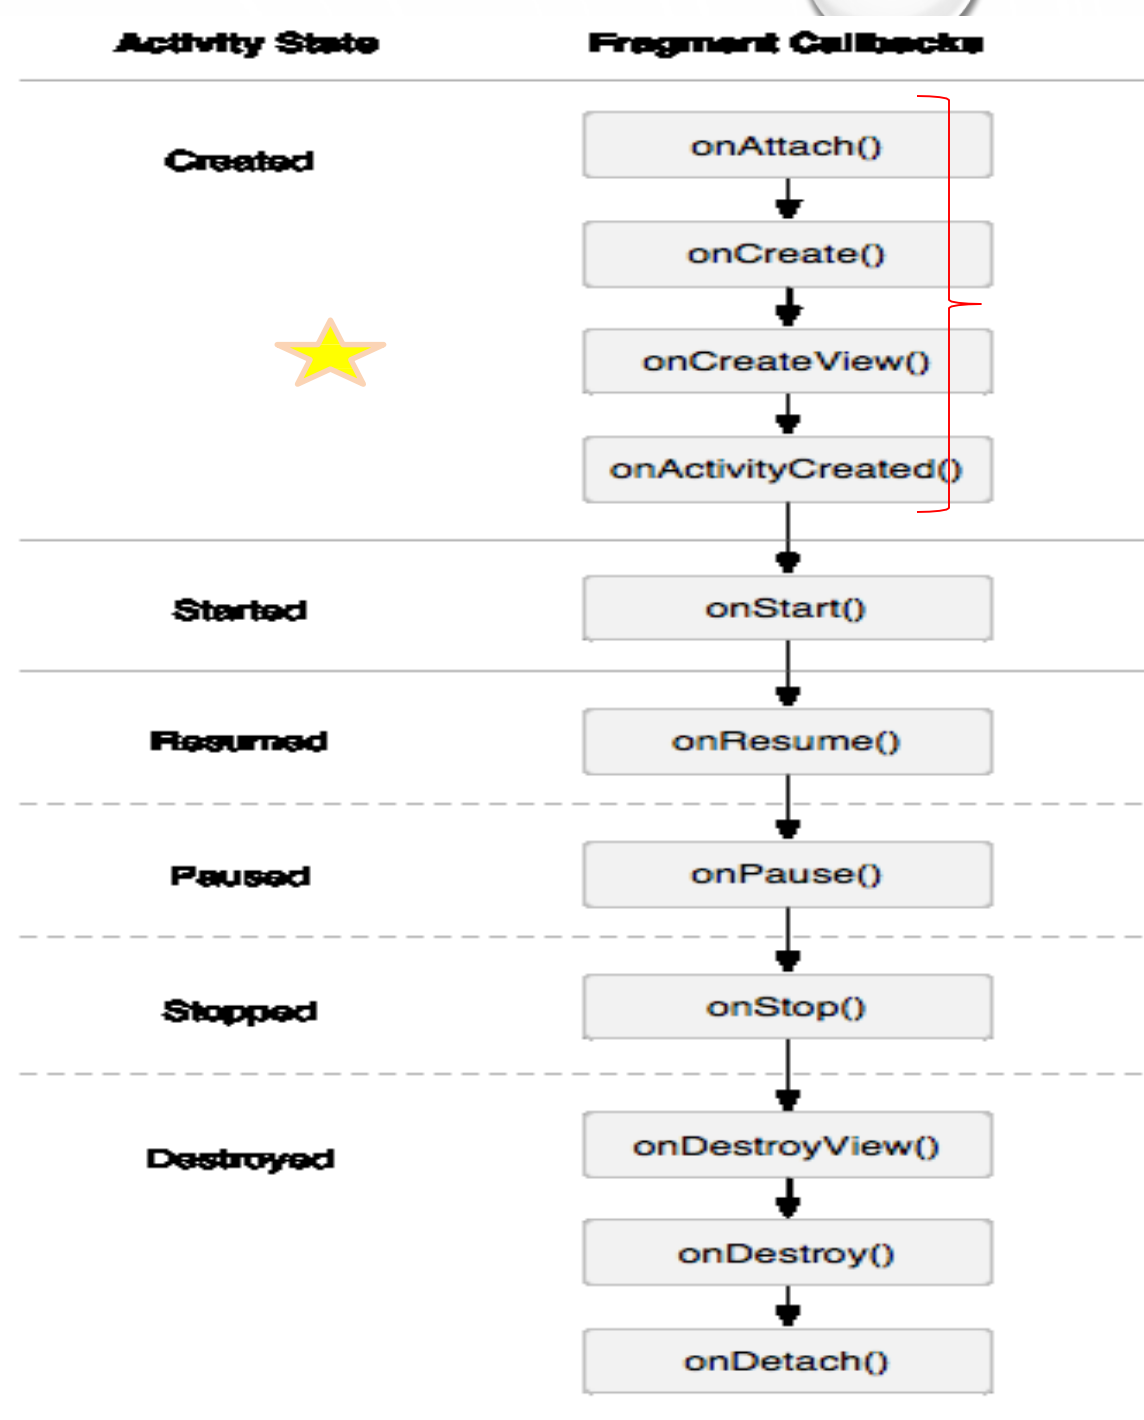 Activity State Fragment Callbacks
Created
onAttach()
onCreate()
onCreateView()
onActivityCreated()
Started onStart()
Resumed onResume()
Paused onPause()
Stopped onStop()
Destroyed onDestroyView()
onDestroy()
onDetach()